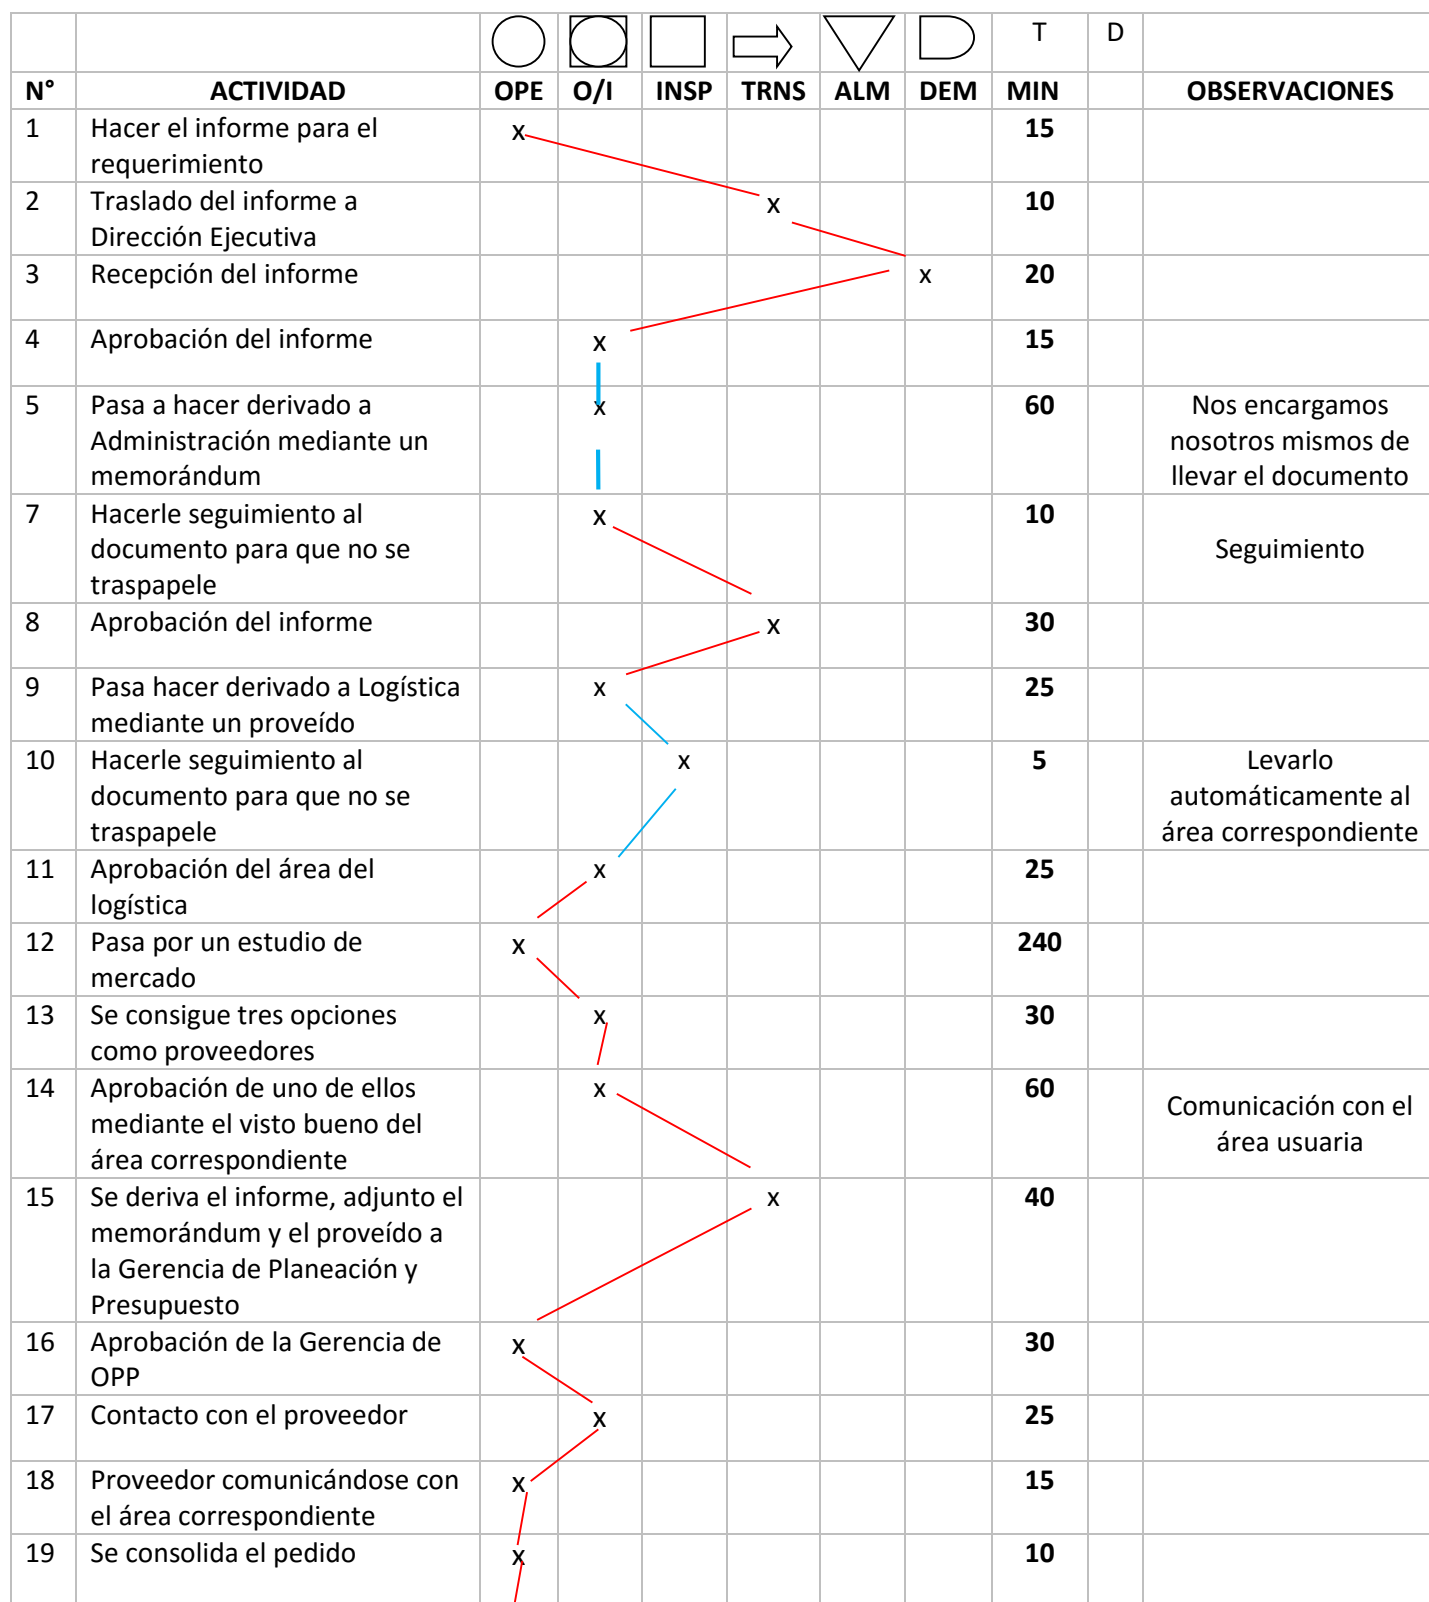 T D
N° ACTIVIDAD OPE O/I INSP TRNS ALM DEM MIN OBSERVACIONES
1 Hacer el informe para el x 15
requerimiento
2 Traslado del informe a x 10
Dirección Ejecutiva
3 Recepción del informe x 20
4 Aprobación del informe x 15
5 Pasa a hacer derivado a x 60 Nos encargamos
Administración mediante un nosotros mismos de
memorándum llevar el documento
7 Hacerle seguimiento al x 10
documento para que no se Seguimiento
traspapele
8 Aprobación del informe x 30
9 Pasa hacer derivado a Logística x 25
mediante un proveído
10 Hacerle seguimiento al x 5 Levarlo
documento para que no se automáticamente al
traspapele área correspondiente
11 Aprobación del área del x 25
logística
12 Pasa por un estudio de x 240
mercado
13 Se consigue tres opciones x 30
como proveedores
14 Aprobación de uno de ellos x 60
mediante el visto bueno del Comunicación con el
área correspondiente área usuaria
15 Se deriva el informe, adjunto el x 40
memorándum y el proveído a
la Gerencia de Planeación y
Presupuesto
16 Aprobación de la Gerencia de x 30
OPP
17 Contacto con el proveedor x 25
18 Proveedor comunicándose con x 15
el área correspondiente
19 Se consolida el pedido x 10